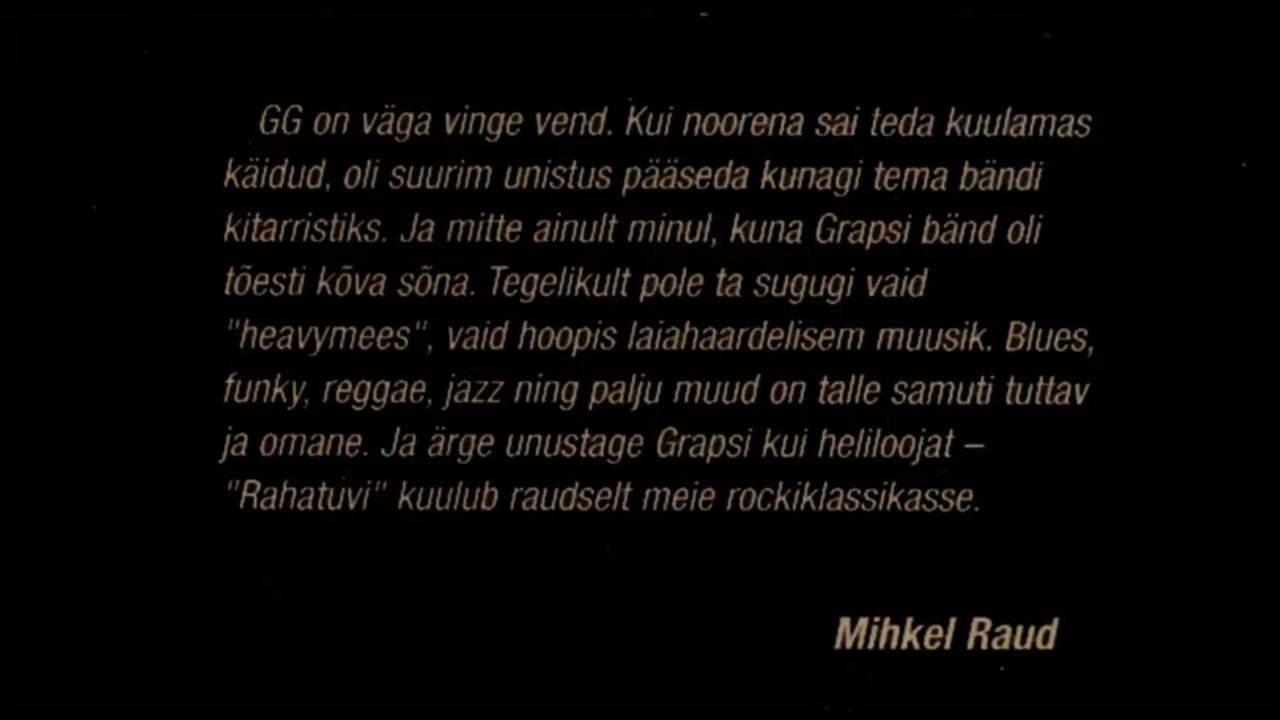 GG on väga vinge vend. Kui noorena sai teda kuulamas
käidud, oli suurim unistus pääseda kunagi tema bändi
kitarristiks. Ja mitte ainult minul, kuna Grapsi bänd oli
tõesti kõva sõna. Tegelikult pole ta sugugi vaid
"heavymees", vaid hoopis laiahaardelisem muusik. Blues,
funky, reggae, jazz ning palju muud on talle samuti tuttav
ja omane. Ja ärge unustage Grapsi kui heliloojat –
"Rahatuvi" kuulub raudselt meie rockiklassikasse.
Mihkel Raud